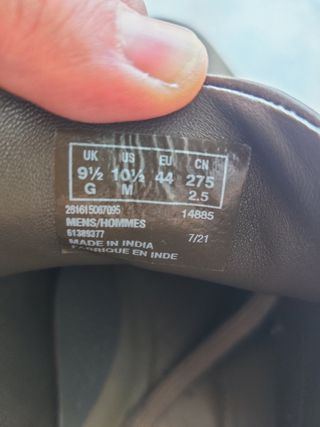 UK US EU CN
9½ 10½ 44 275
G M 2.5
261615067095 14885
MENS/HOMMES
61389377 7/21
MADE IN INDIA
FABRIQUE EN INDE